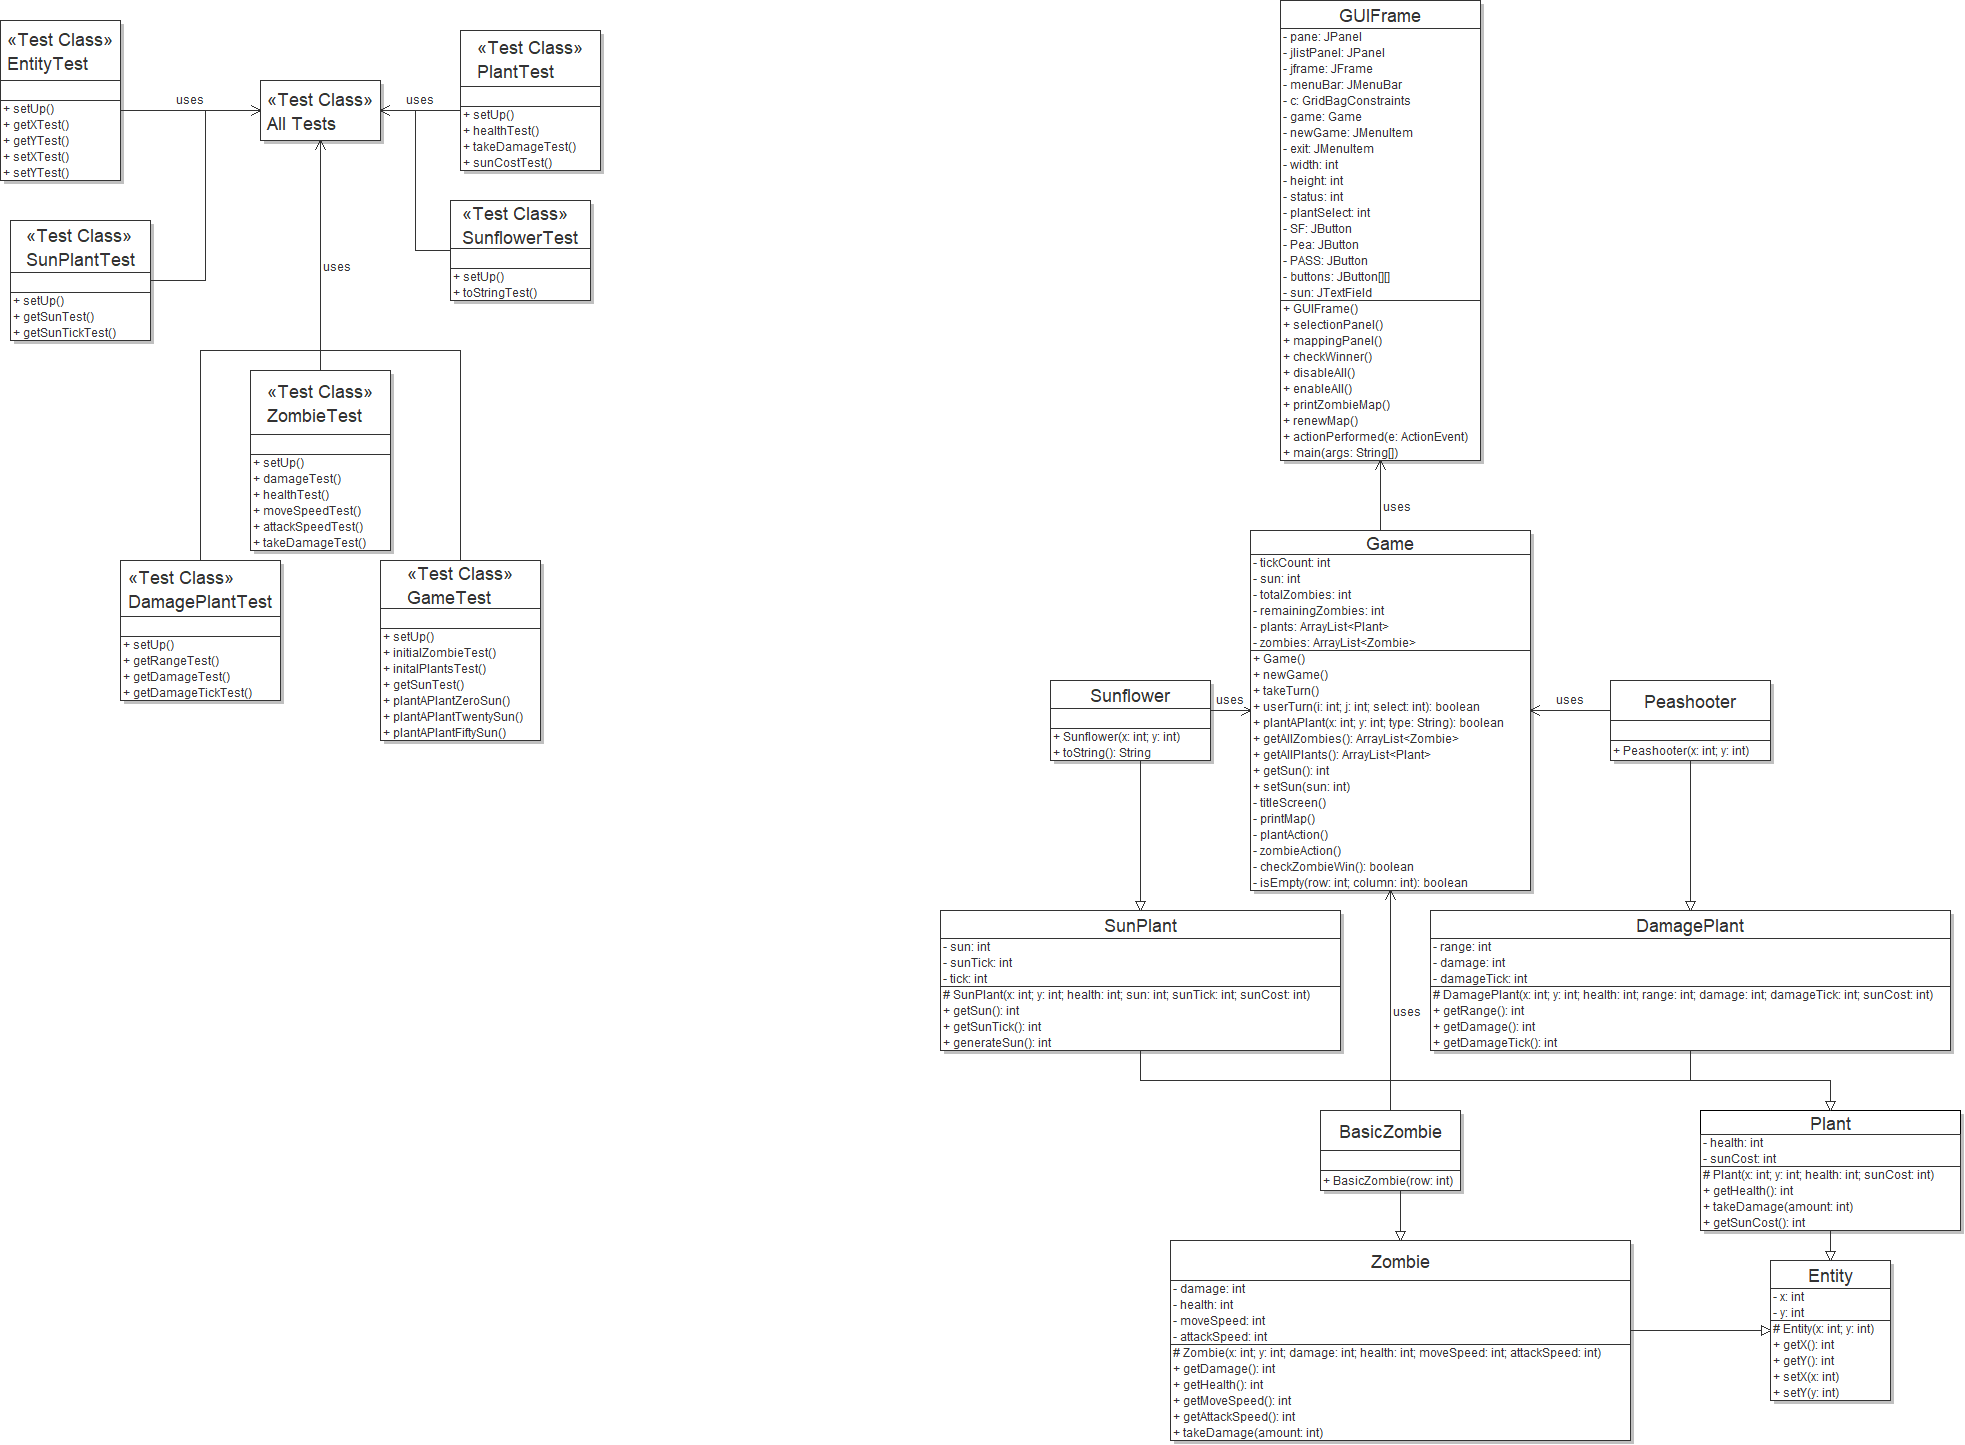 «Test Class»
EntityTest
+ setUp()
+ getXTest()
+ getYTest()
+ setXTest()
+ setYTest()
uses
«Test Class»
All Tests
uses
«Test Class»
PlantTest
+ setUp()
+ healthTest()
+ takeDamageTest()
+ sunCostTest()
«Test Class»
SunPlantTest
+ setUp()
+ getSunTest()
+ getSunTickTest()
«Test Class»
SunflowerTest
+ setUp()
+ toStringTest()
uses
«Test Class»
ZombieTest
+ setUp()
+ damageTest()
+ healthTest()
+ moveSpeedTest()
+ attackSpeedTest()
+ takeDamageTest()
«Test Class»
DamagePlantTest
+ setUp()
+ getRangeTest()
+ getDamageTest()
+ getDamageTickTest()
«Test Class»
GameTest
+ setUp()
+ initialZombieTest()
+ initalPlantsTest()
+ getSunTest()
+ plantAPlantZeroSun()
+ plantAPlantTwentySun()
+ plantAPlantFiftySun()
GUIFrame
- pane: JPanel
- jlistPanel: JPanel
- jframe: JFrame
- menuBar: JMenuBar
- c: GridBagConstraints
- game: Game
- newGame: JMenuItem
- exit: JMenuItem
- width: int
- height: int
- status: int
- plantSelect: int
- SF: JButton
- Pea: JButton
- PASS: JButton
- buttons: JButton[][]
- sun: JTextField
+ GUIFrame()
+ selectionPanel()
+ mappingPanel()
+ checkWinner()
+ disableAll()
+ enableAll()
+ printZombieMap()
+ renewMap()
+ actionPerformed(e: ActionEvent)
+ main(args: String[])
uses
Game
- tickCount: int
- sun: int
- totalZombies: int
- remainingZombies: int
- plants: ArrayList<Plant>
- zombies: ArrayList<Zombie>
+ Game()
+ newGame()
+ takeTurn()
+ userTurn(i: int; j: int; select: int): boolean
+ plantAPlant(x: int; y: int; type: String): boolean
+ getAllZombies(): ArrayList<Zombie>
+ getAllPlants(): ArrayList<Plant>
+ getSun(): int
+ setSun(sun: int)
- titleScreen()
- printMap()
- plantAction()
- zombieAction()
- checkZombieWin(): boolean
- isEmpty(row: int; column: int): boolean
Sunflower
+ Sunflower(x: int; y: int)
+ toString(): String
uses
uses
Peashooter
+ Peashooter(x: int; y: int)
SunPlant
- sun: int
- sunTick: int
- tick: int
# SunPlant(x: int; y: int; health: int; sun: int; sunTick: int; sunCost: int)
+ getSun(): int
+ getSunTick(): int
+ generateSun(): int
uses
DamagePlant
- range: int
- damage: int
- damageTick: int
# DamagePlant(x: int; y: int; health: int; range: int; damage: int; damageTick: int; sunCost: int)
+ getRange(): int
+ getDamage(): int
+ getDamageTick(): int
BasicZombie
+ BasicZombie(row: int)
Plant
- health: int
- sunCost: int
# Plant(x: int; y: int; health: int; sunCost: int)
+ getHealth(): int
+ takeDamage(amount: int)
+ getSunCost(): int
Zombie
- damage: int
- health: int
- moveSpeed: int
- attackSpeed: int
# Zombie(x: int; y: int; damage: int; health: int; moveSpeed: int; attackSpeed: int)
+ getDamage(): int
+ getHealth(): int
+ getMoveSpeed(): int
+ getAttackSpeed(): int
+ takeDamage(amount: int)
Entity
- x: int
- y: int
# Entity(x: int; y: int)
+ getX(): int
+ getY(): int
+ setX(x: int)
+ setY(y: int)